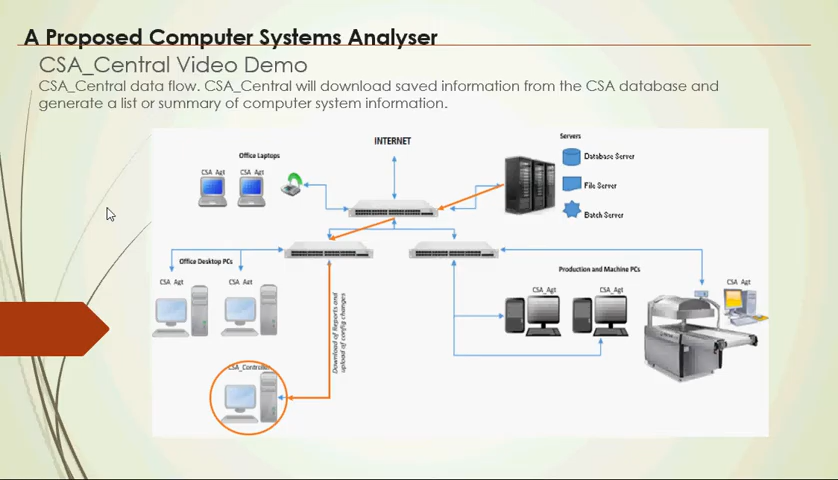 A Proposed Computer Systems Analyser
CSA_Central Video Demo
CSA_Central data flow. CSA_Central will download saved information from the CSA database and
generate a list or summary of computer system information.
INTERNET
Servers
Database Server
File Server
Batch Server
Office Laptops
CSA_Agt
CSA_Agt
Office Desktop PCs
CSA_Agt
CSA_Agt
Production and Machine PCs
CSA_Agt
CSA_Agt
CSA_Agt
Download of Reports and
upload of config changes
CSA_Controller